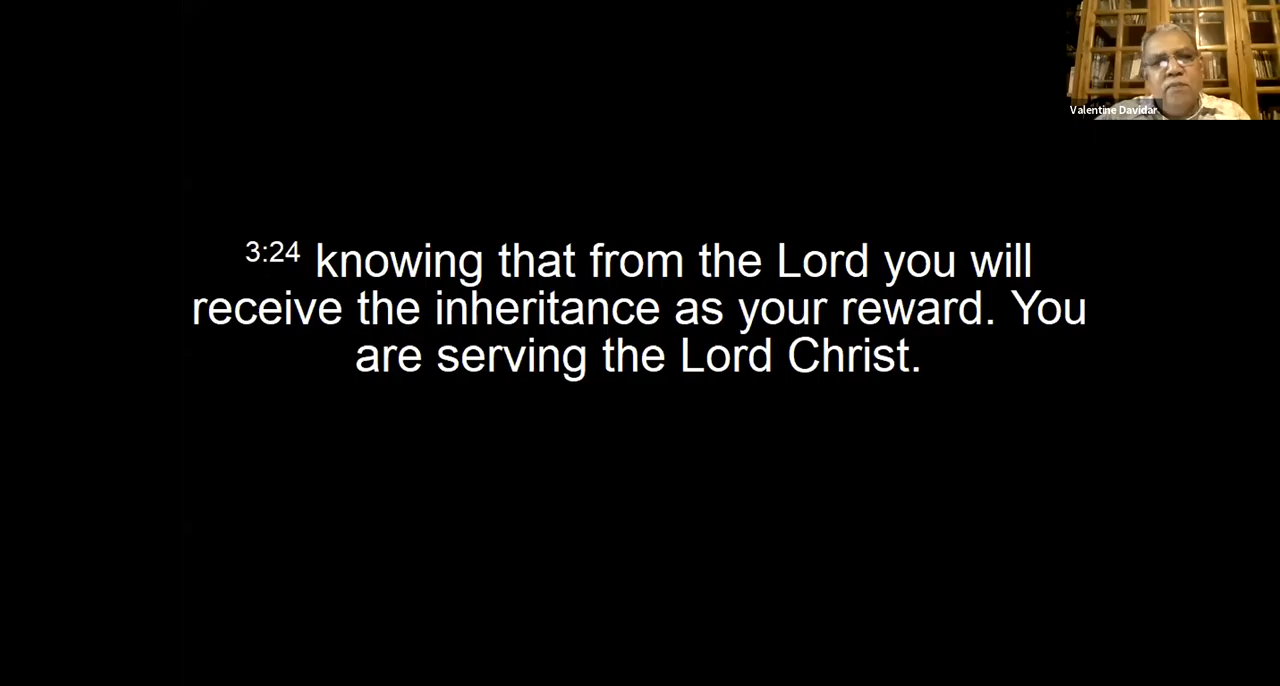 Valentine Davidar
3:24 knowing that from the Lord you will
receive the inheritance as your reward. You
are serving the Lord Christ.